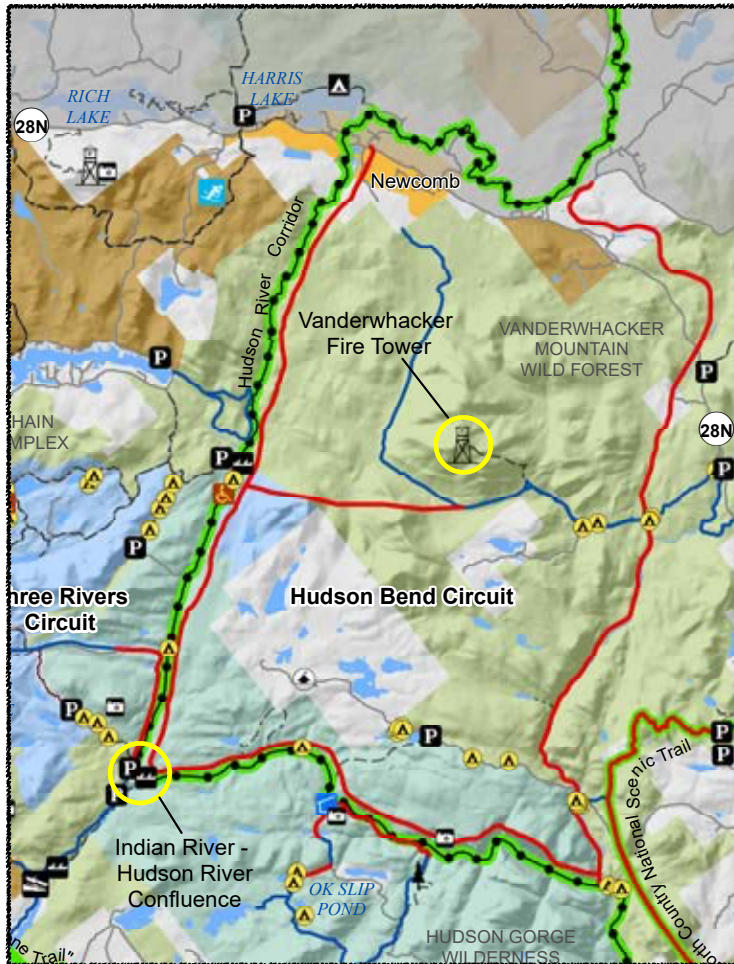 HARRIS
LAKE
RICH
LAKE
P
28N
Newcomb
Hudson River Corridor
Vanderwhacker
Fire Tower
VANDERWHACKER
MOUNTAIN
WILD FOREST
P
P
HAIN
MPLEX
28N
P
P
P
hree Rivers
Circuit
Hudson Bend Circuit
P
P
P
P
P
P
North Country National Scenic Trail
Indian River -
Hudson River
Confluence
OK SLIP
POND
HUDSON GORGE
WILDERNESS
ne Trail"